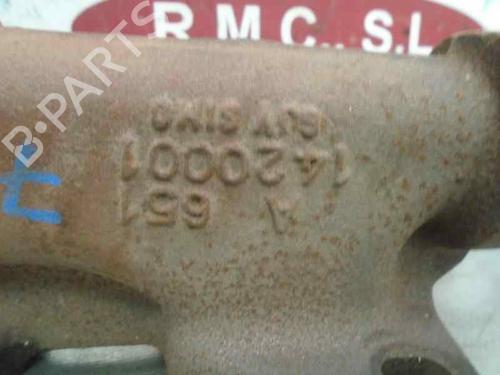 RMC., S.L
B-PARTS
A 651
1420001